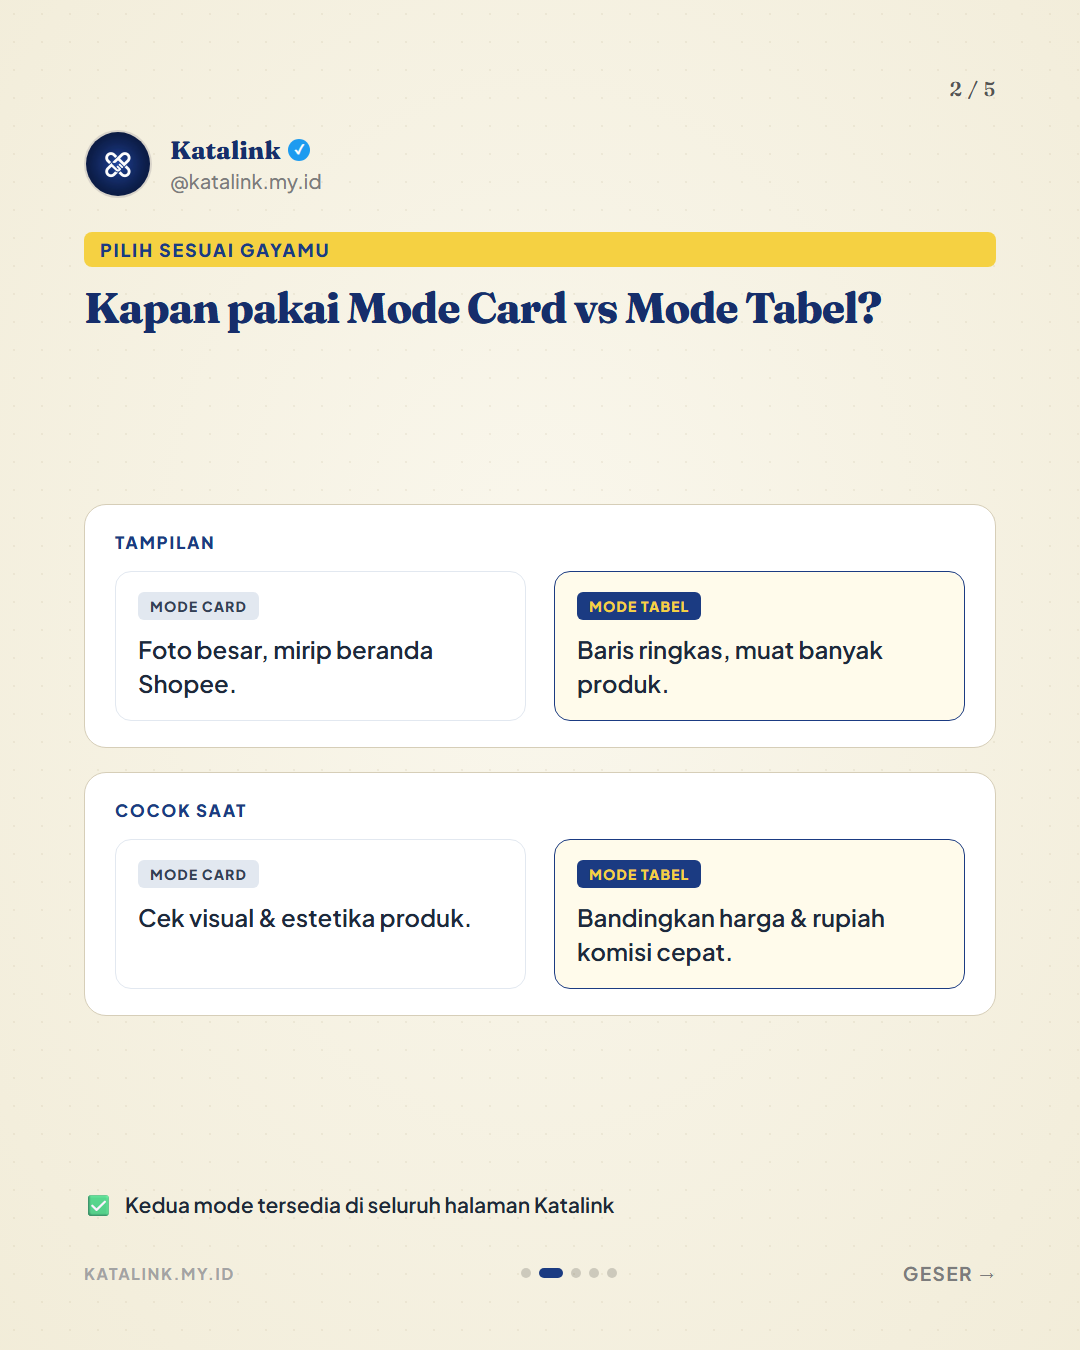 2 / 5
Katalink
@katalink.my.id
PILIH SESUAI GAYAMU
Kapan pakai Mode Card vs Mode Tabel?
TAMPILAN
MODE CARD
Foto besar, mirip beranda
Shopee.
MODE TABEL
Baris ringkas, muat banyak
produk.
COCOK SAAT
MODE CARD
Cek visual & estetika produk.
MODE TABEL
Bandingkan harga & rupiah
komisi cepat.
✅ Kedua mode tersedia di seluruh halaman Katalink
KATALINK.MY.ID
GESER →